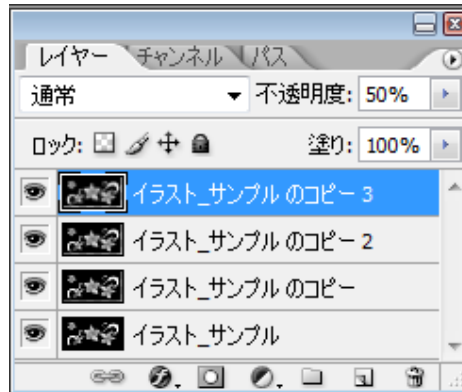 レイヤー チャンネル パス
通常 不透明度: 50%
ロック: 塗り: 100%
イラスト_サンプル のコピー 3
イラスト_サンプル のコピー 2
イラスト_サンプル のコピー
イラスト_サンプル